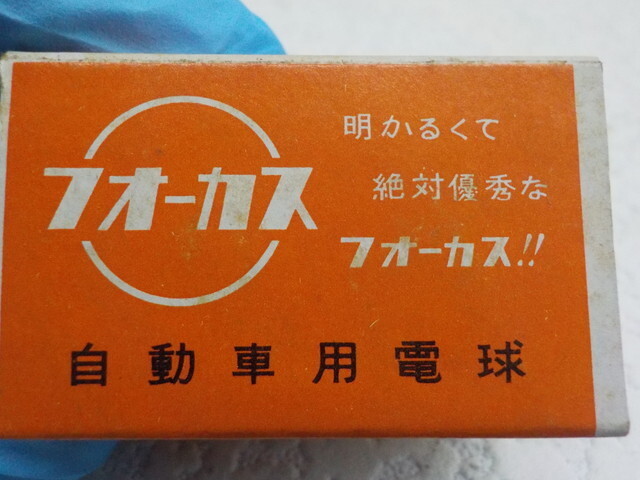 フオーカス
明かるくて
絶対優秀な
フオーカス!!
自動車用電球